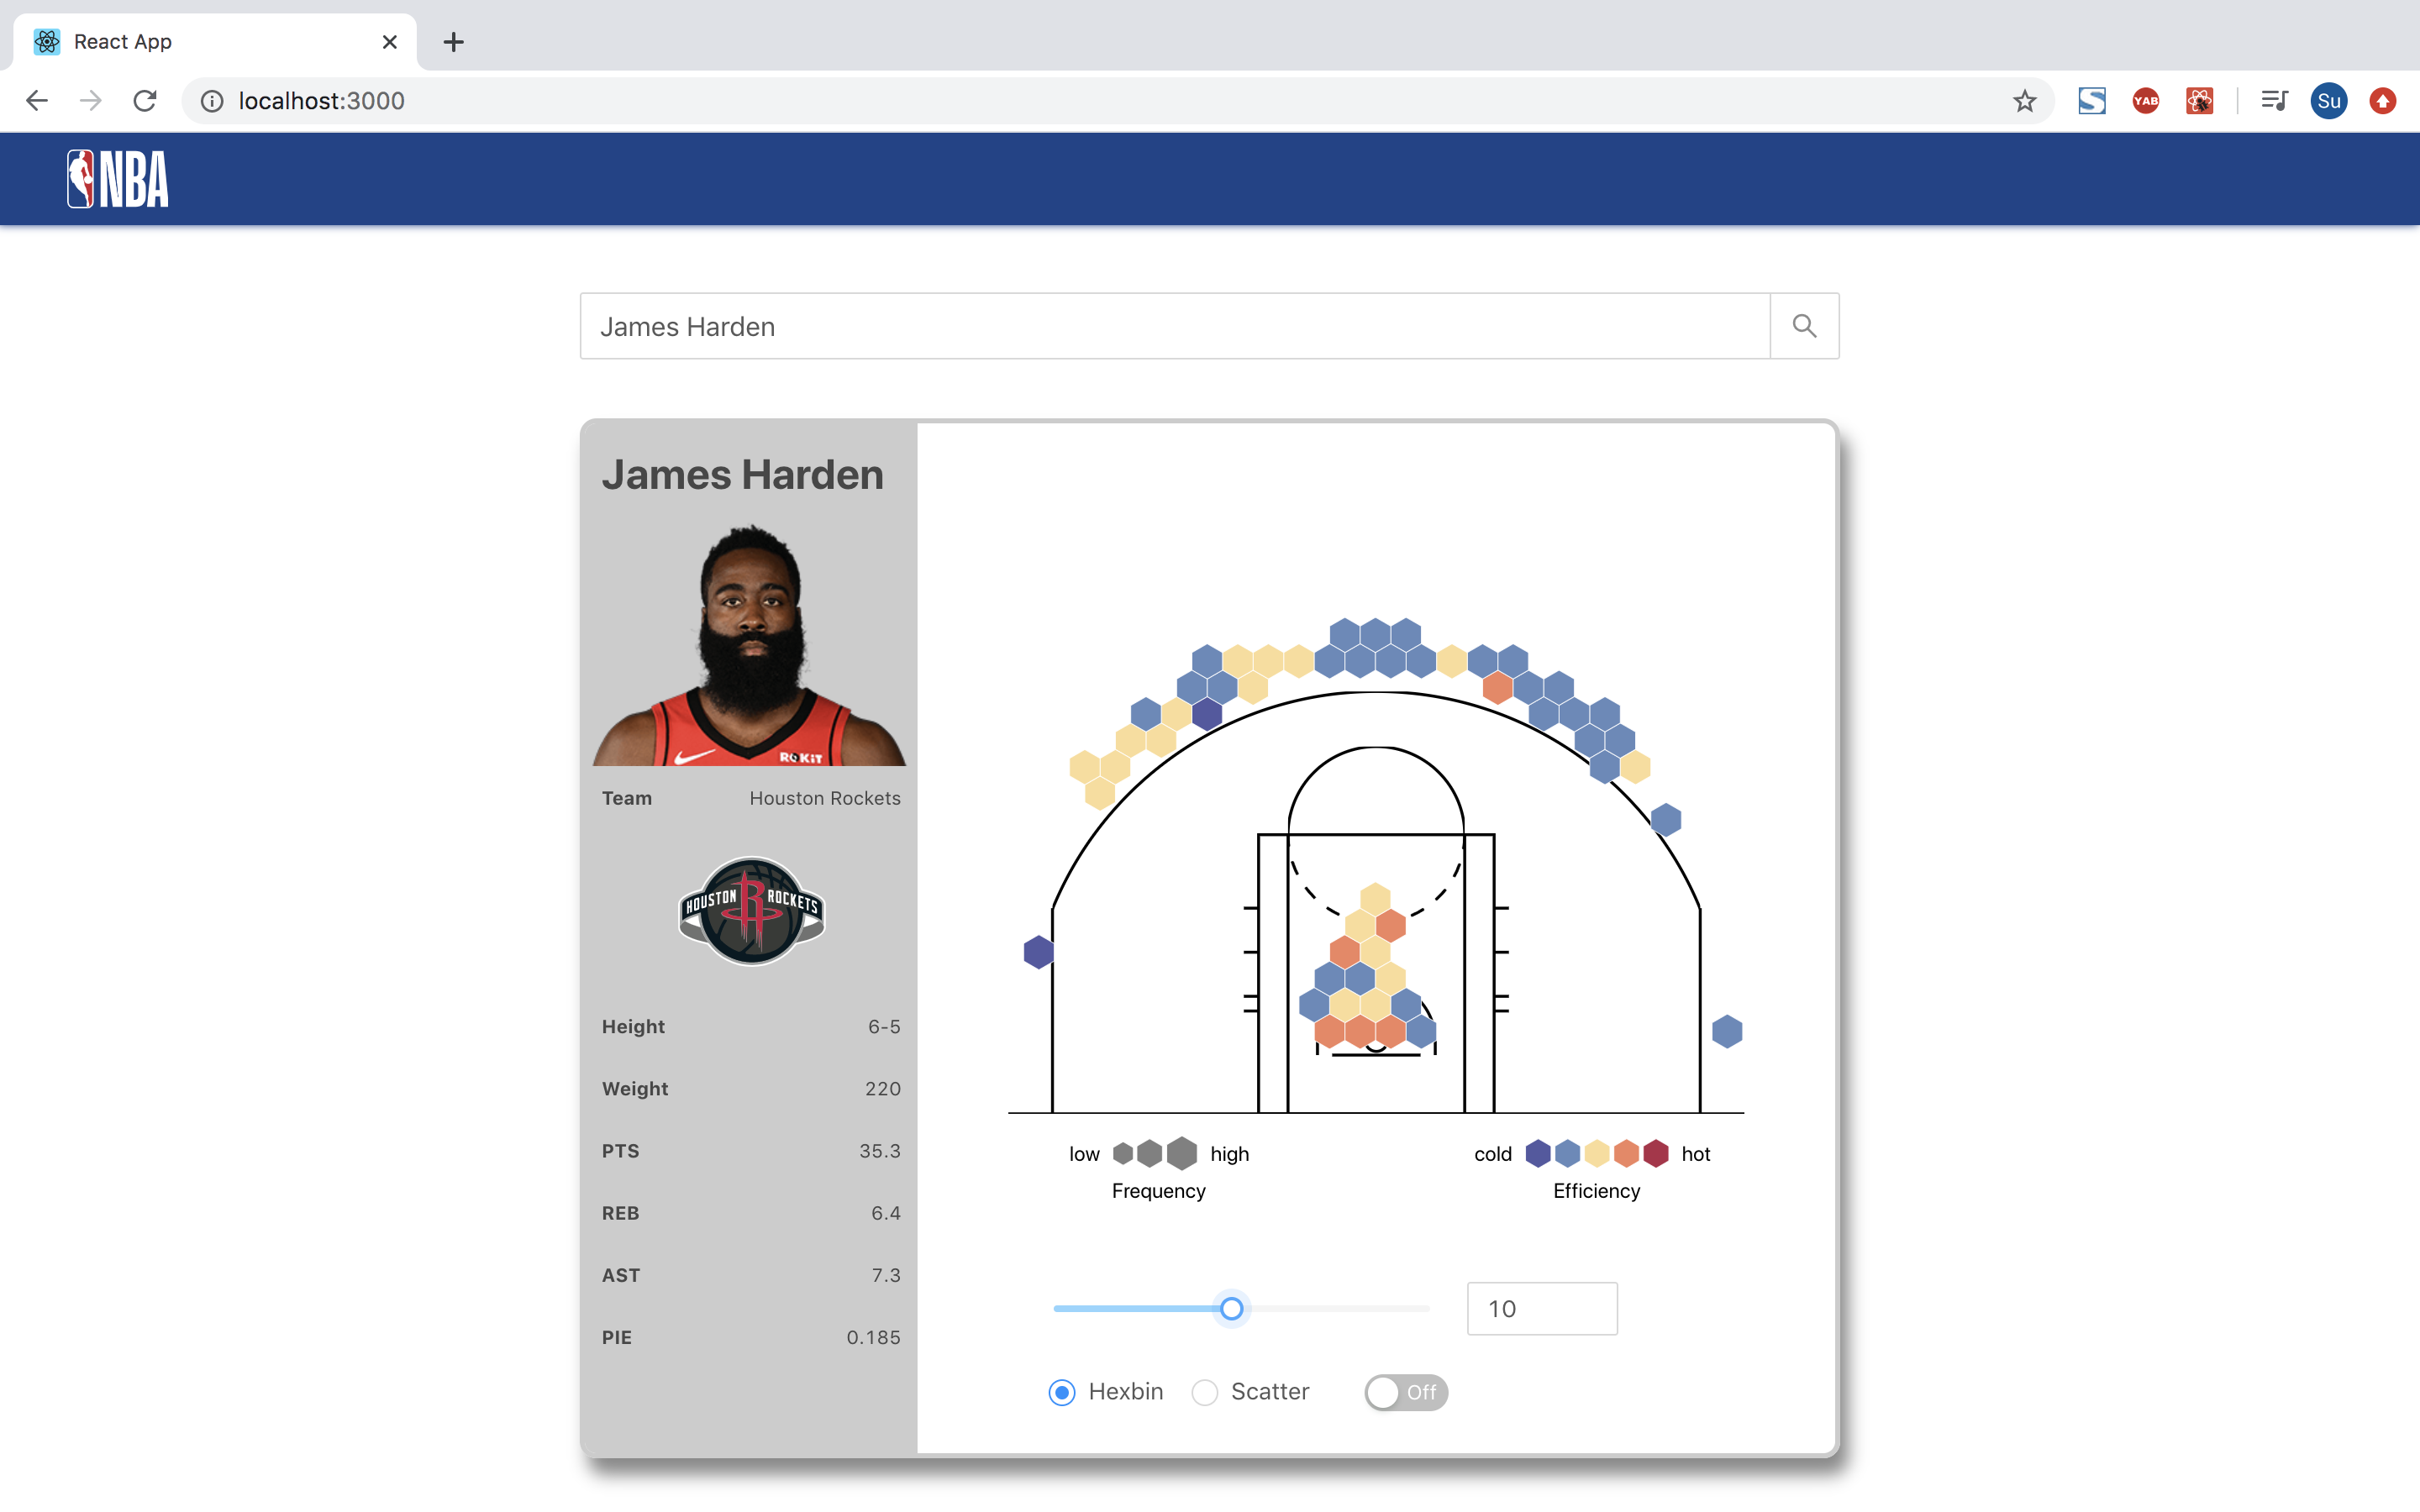 React App
localhost:3000
YAB
Su
NBA
James Harden
James Harden
ROKiT
Team Houston Rockets
HOUSTON R ROCKETS
Height 6-5
Weight 220
PTS 35.3
REB 6.4
AST 7.3
PIE 0.185
low high
Frequency
cold hot
Efficiency
10
Hexbin Scatter Off